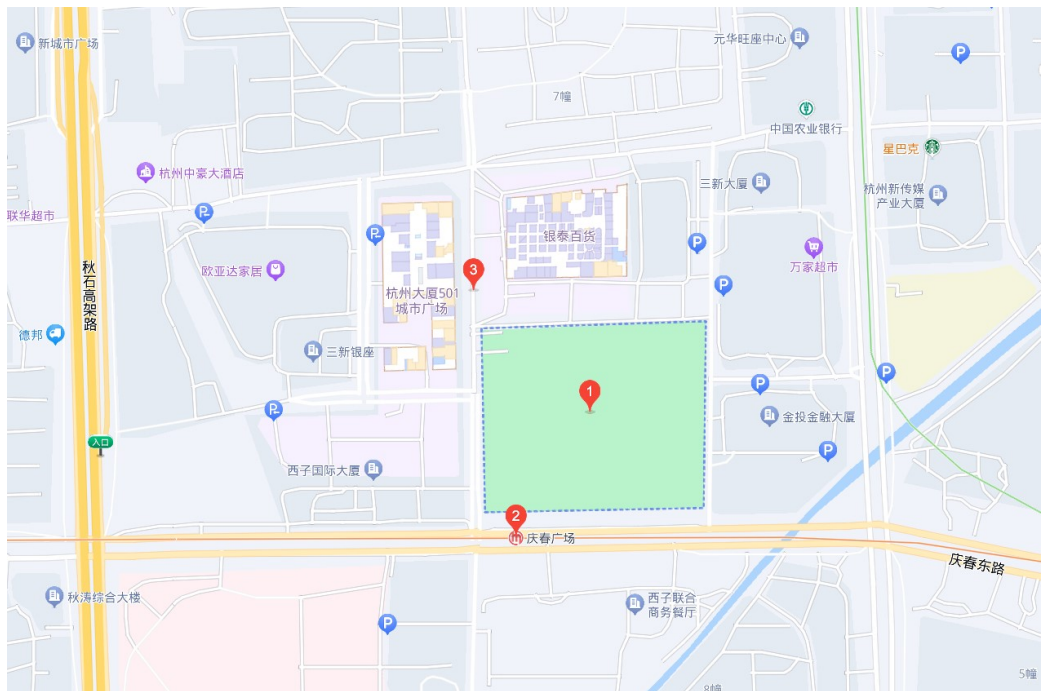 新城市广场
元华旺座中心
P
7幢
中国农业银行
星巴克
杭州中豪大酒店
三新大厦
杭州新传媒
产业大厦
联华超市
P
P
银泰百货
P
万家超市
欧亚达家居
3
杭州大厦501
城市广场
P
秋石高架路
德邦
三新银座
P
P
1
P
金投金融大厦
入口
P
西子国际大厦
2
庆春广场
庆春东路
秋涛综合大楼
西子联合
商务餐厅
P
5幢
8幢